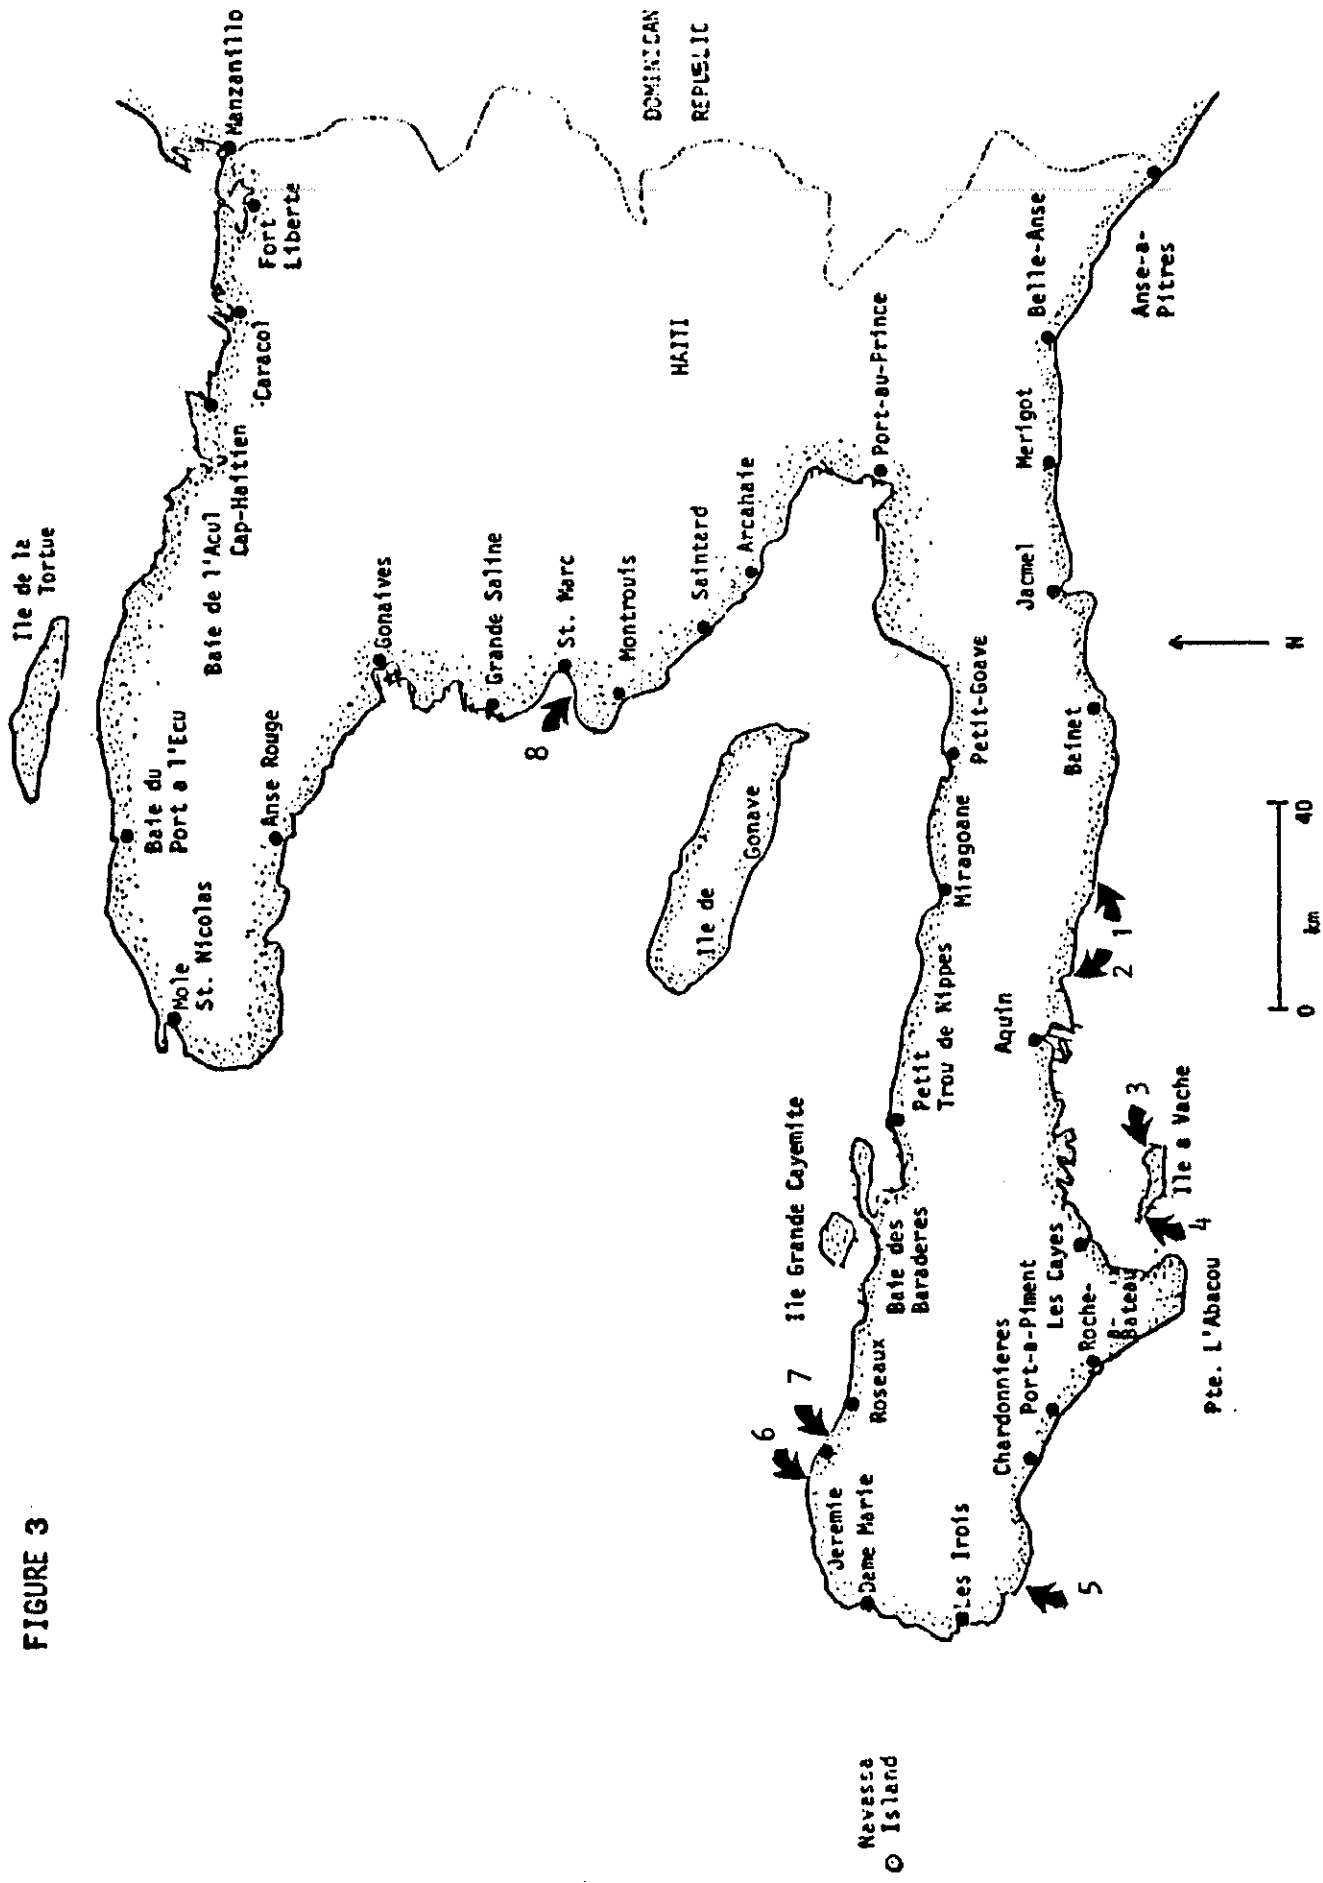 FIGURE 3
Ile de la
Tortue
Manzanillo
Fort
Liberte
Caracol
Cap-Haitien
Baie de l'Acul
Baie du
Port a l'Ecu
Mole
St. Nicolas
Anse Rouge
Gonaives
Grande Saline
St. Marc
8
Montrouis
Saintard
Arcahaie
HAITI
DOMINICAN
REPUBLIC
Port-au-Prince
Ile de
Gonave
Petit-Goave
Miragoane
Petit
Trou de Nippes
Ile Grande Cayemite
Baie des
Baraderes
Roseaux
7
6
Jeremie
Dame Marie
Les Irois
Navassa
Island
5
Chardonnieres
Port-a-Piment
Roche-
a-
Bateau
Les Cayes
Pte. L'Abacou
4
Ile a Vache
3
Aquin
2
1
Bainet
Jacmel
Merigot
Belle-Anse
Anse-a-
Pitres
N
0
40
km